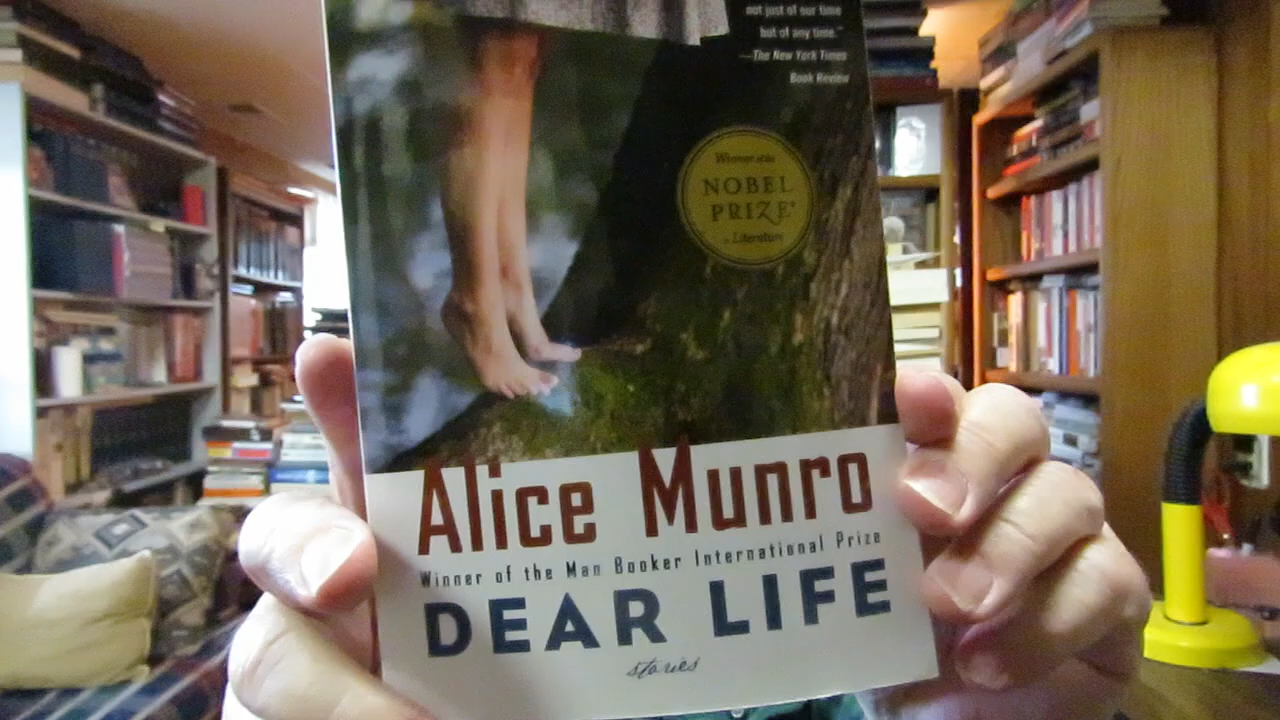 not just of our time
but of any time."
—The New York Times
Book Review
Winner of the
NOBEL
PRIZE
in Literature
Alice Munro
Winner of the Man Booker International Prize
DEAR LIFE
stories